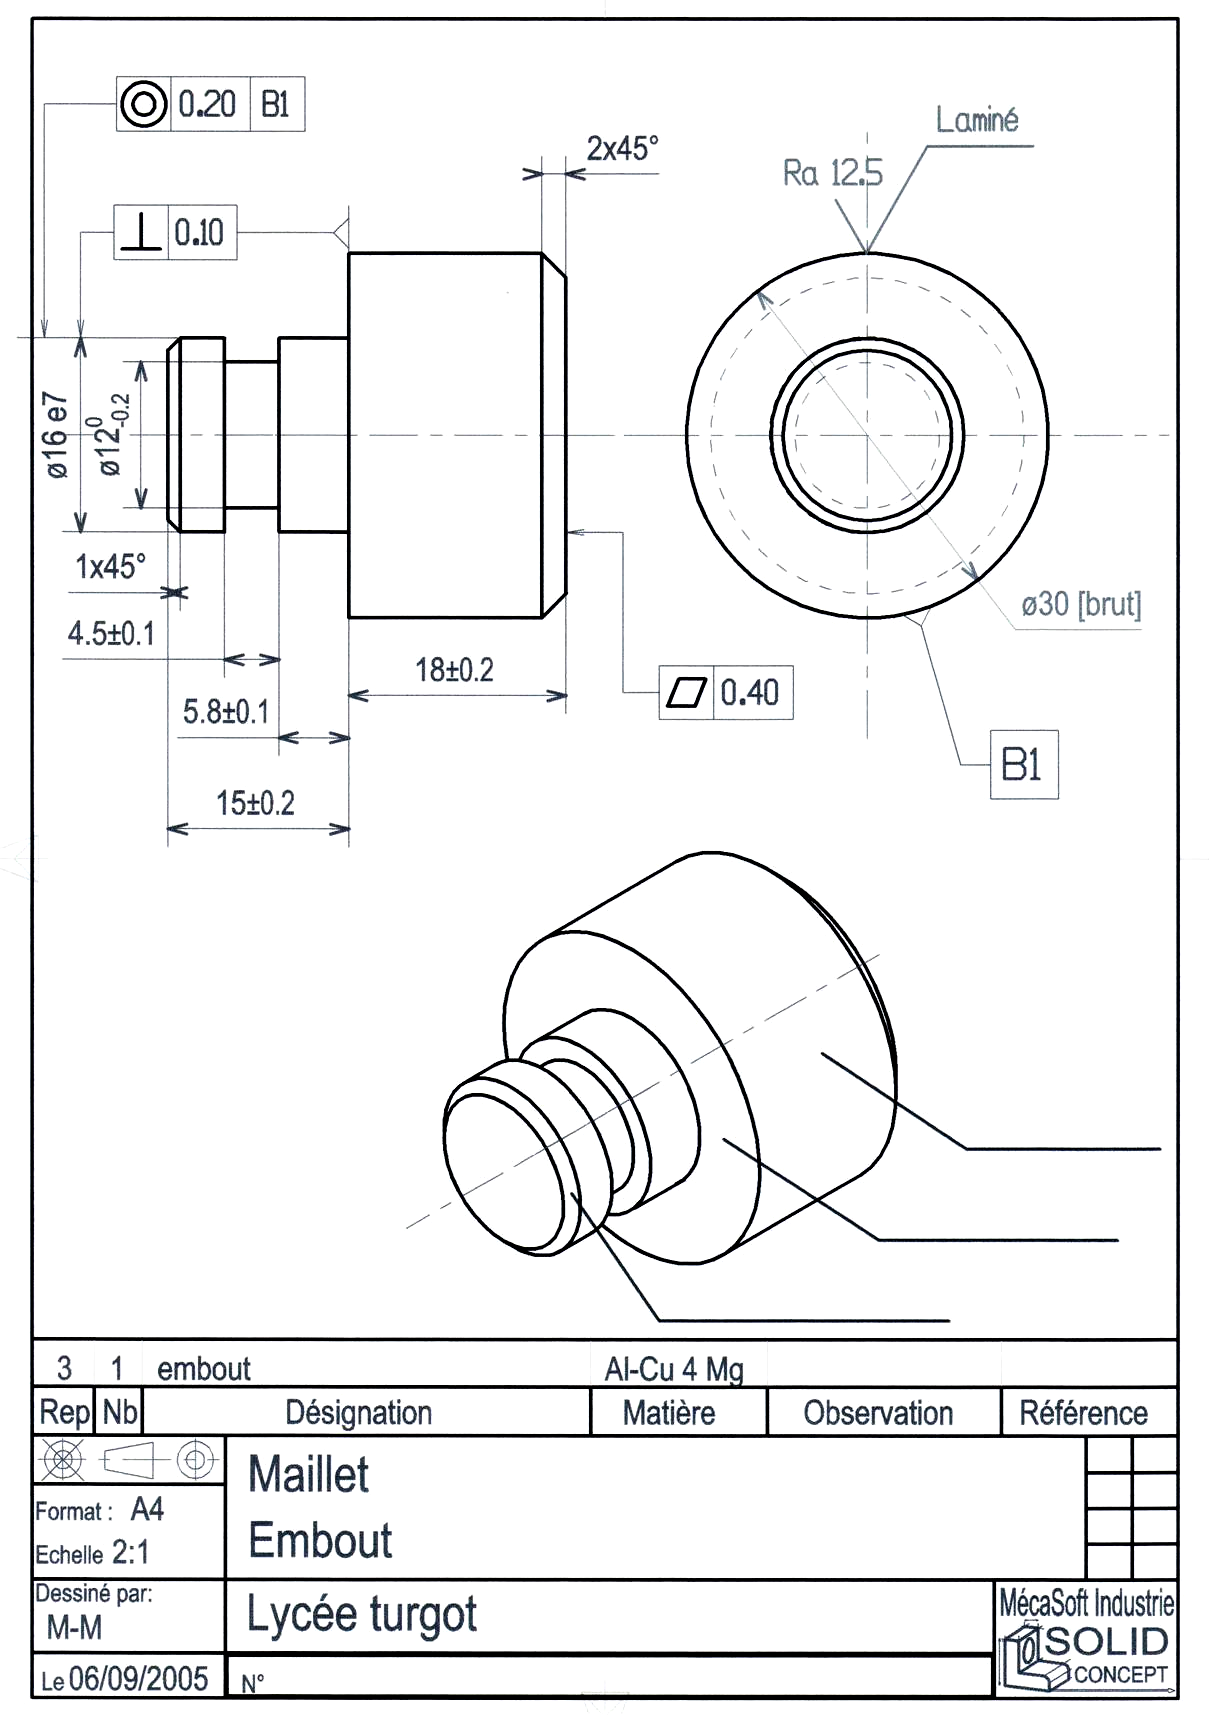 0.20 B1
2x45°
Laminé
Ra 12.5
0.10
ø16 e7
ø12 0 -0.2
1x45°
4.5±0.1
18±0.2
5.8±0.1
15±0.2
0.40
ø30 [brut]
B1
3 1 embout Al-Cu 4 Mg
Rep Nb Désignation Matière Observation Référence
Maillet
Format : A4
Embout
Echelle 2:1
Dessiné par:
M-M
Lycée turgot
MécaSoft Industrie
SOLID
CONCEPT
Le 06/09/2005
N°